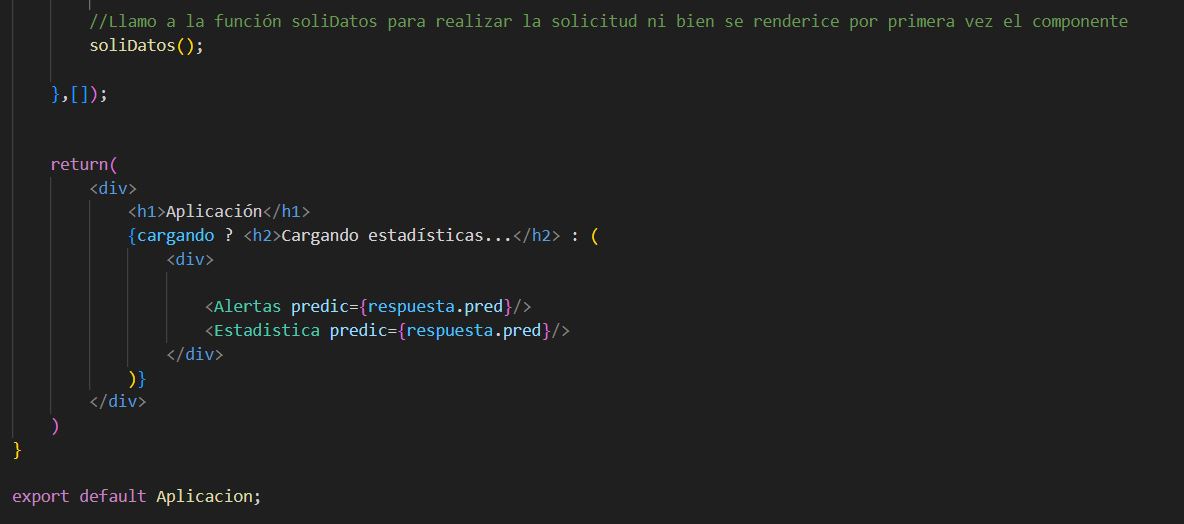 //Llamo a la función soliDatos para realizar la solicitud ni bien se renderice por primera vez el componente
soliDatos();
},[]);
return(
<div>
<h1>Aplicación</h1>
{cargando ? <h2>Cargando estadísticas...</h2> : (
<div>
<Alertas predic={respuesta.pred}/>
<Estadistica predic={respuesta.pred}/>
</div>
)}
</div>
)
}
export default Aplicacion;